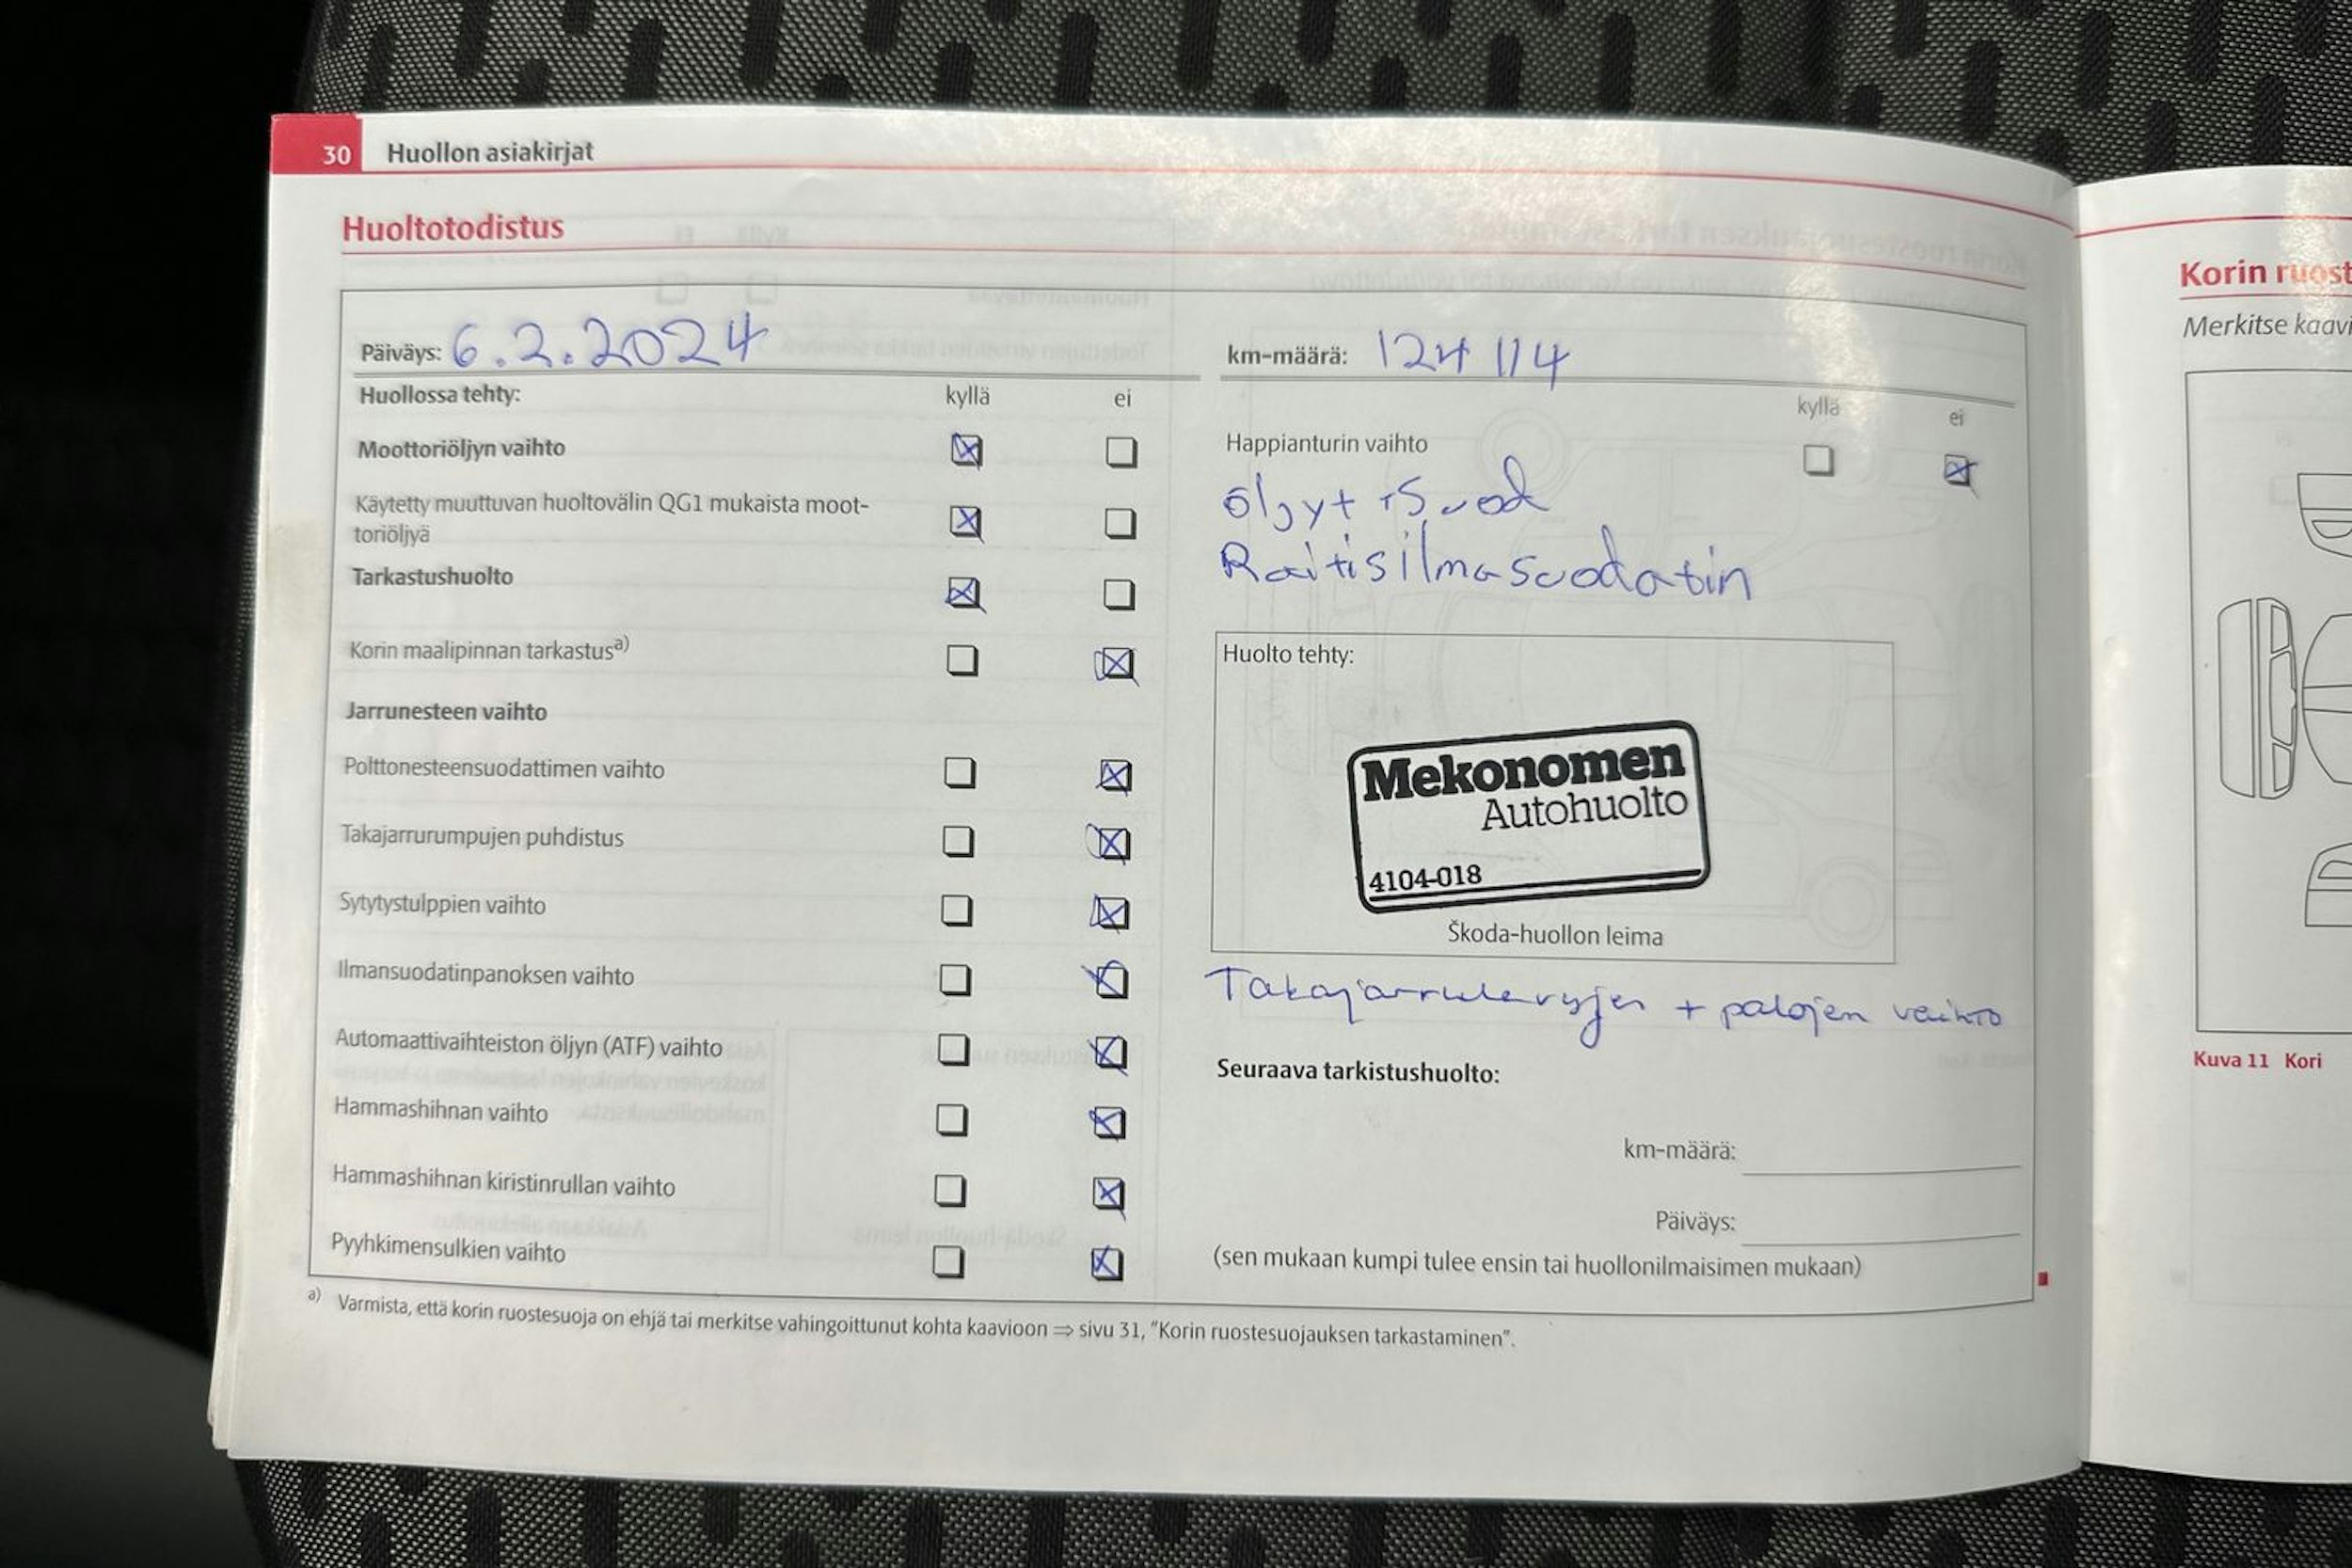 30 Huollon asiakirjat
Huoltotodistus
Päiväys: 6.2.2024
Huollossa tehty: kyllä ei
Moottoriöljyn vaihto
Käytetty muuttuvan huoltovälin QG1 mukaista moot-
toriöljyä
Tarkastushuolto
Korin maalipinnan tarkastusa)
Jarrunesteen vaihto
Polttonesteensuodattimen vaihto
Takajarrurumpujen puhdistus
Sytytystulppien vaihto
Ilmansuodatinpanoksen vaihto
Automaattivaihteiston öljyn (ATF) vaihto
Hammashihnan vaihto
Hammashihnan kiristinrullan vaihto
Pyyhkimensulkien vaihto
km-määrä: 124 114
kyllä ei
Happianturin vaihto
öljyt +Suod
Raitisilmasuodatin
Huolto tehty:
Mekonomen
Autohuolto
4104-018
Škoda-huollon leima
Takajarrulevyjen + palojen vaihto
Seuraava tarkistushuolto:
km-määrä:
Päiväys:
(sen mukaan kumpi tulee ensin tai huollonilmaisimen mukaan)
a) Varmista, että korin ruostesuoja on ehjä tai merkitse vahingoittunut kohta kaavioon ⇒ sivu 31, "Korin ruostesuojauksen tarkastaminen".
Korin ruost
Merkitse kaavi
Kuva 11 Kori